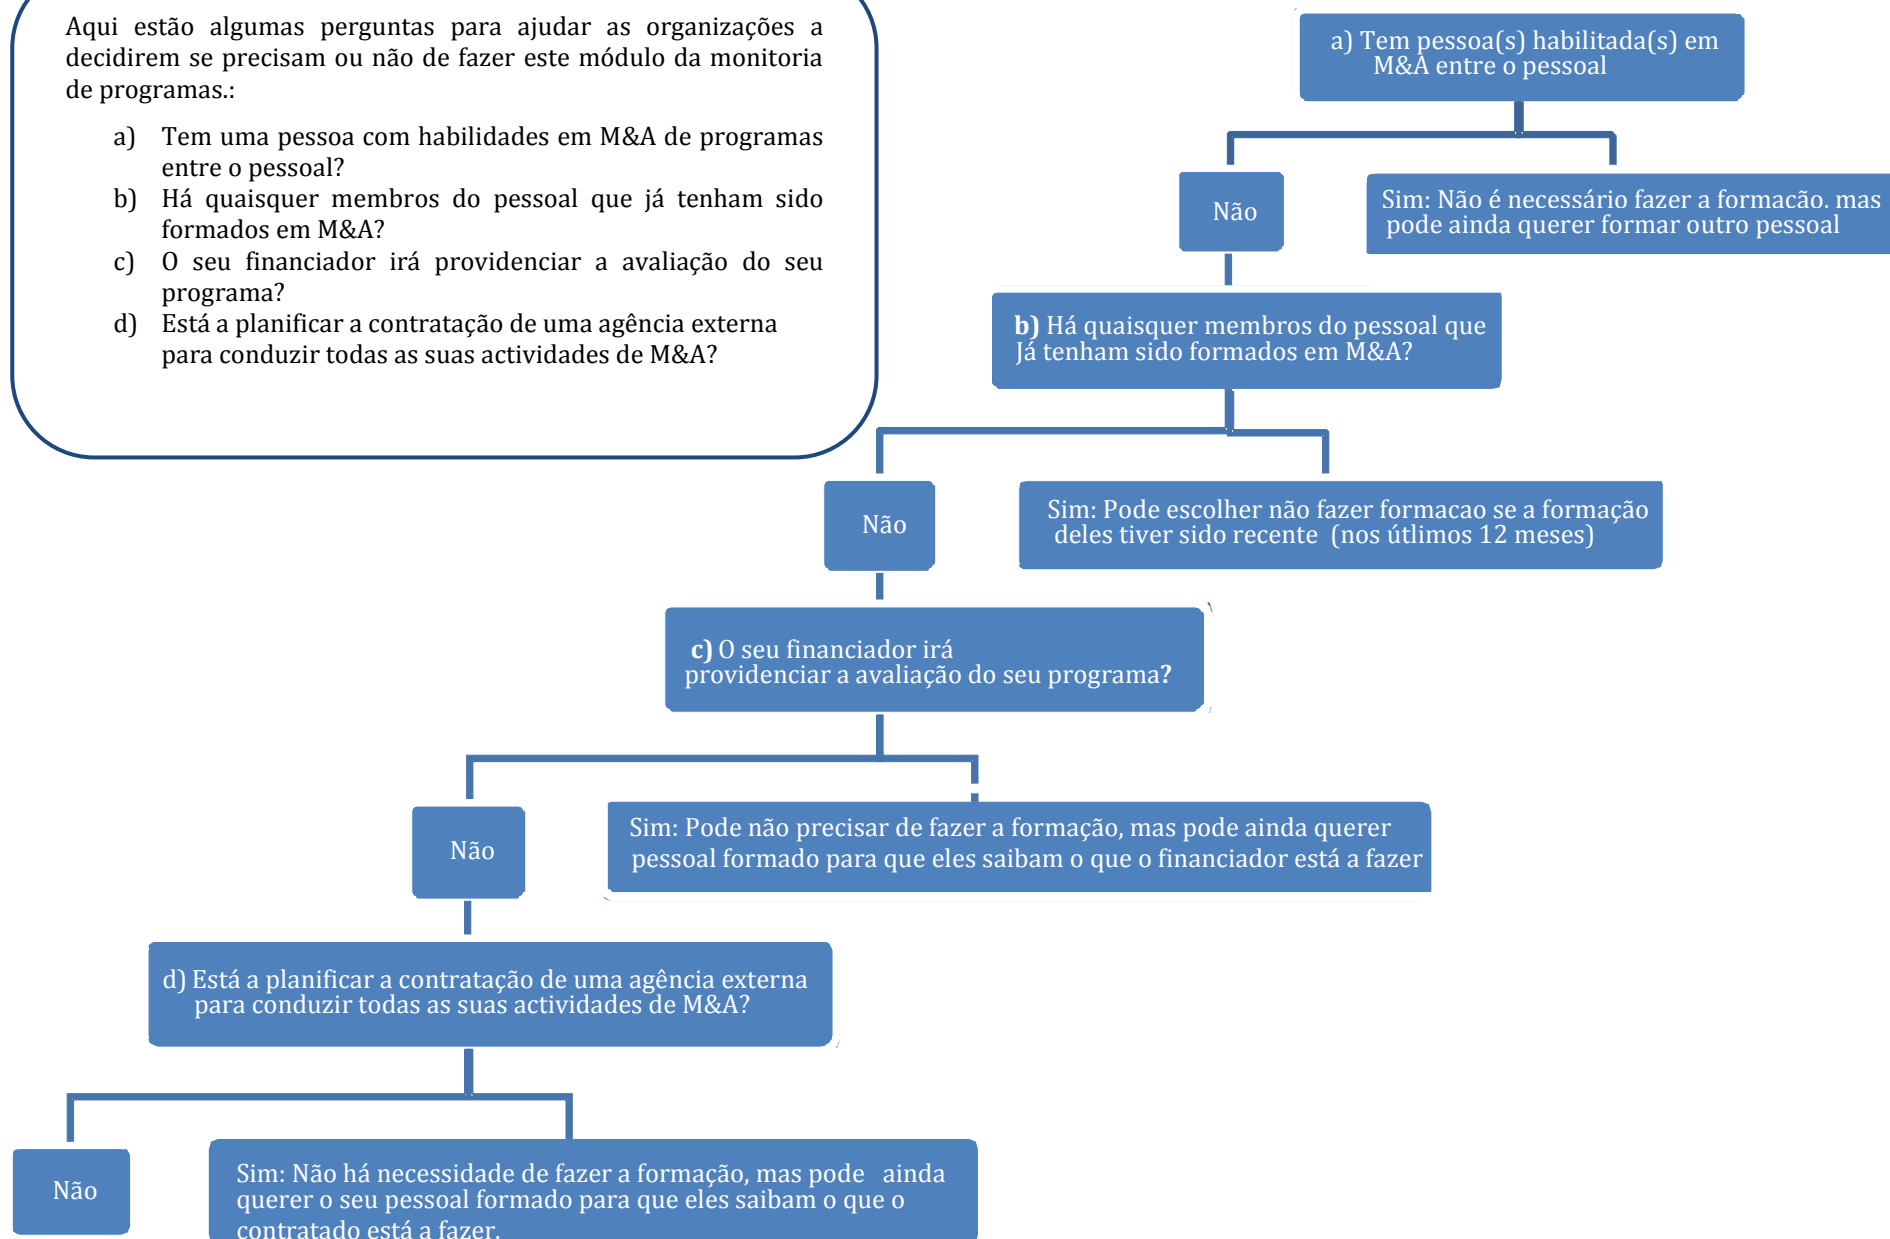 Aqui estão algumas perguntas para ajudar as organizações a
decidirem se precisam ou não de fazer este módulo da monitoria
de programas.:
a) Tem uma pessoa com habilidades em M&A de programas
entre o pessoal?
b) Há quaisquer membros do pessoal que já tenham sido
formados em M&A?
c) O seu financiador irá providenciar a avaliação do seu
programa?
d) Está a planificar a contratação de uma agência externa
para conduzir todas as suas actividades de M&A?
a) Tem pessoa(s) habilitada(s) em
M&A entre o pessoal
Não
Sim: Não é necessário fazer a formacão. mas
pode ainda querer formar outro pessoal
b) Há quaisquer membros do pessoal que
Já tenham sido formados em M&A?
Não
Sim: Pode escolher não fazer formacao se a formação
deles tiver sido recente (nos útlimos 12 meses)
c) O seu financiador irá
providenciar a avaliação do seu programa?
Não
Sim: Pode não precisar de fazer a formação, mas pode ainda querer
pessoal formado para que eles saibam o que o financiador está a fazer
d) Está a planificar a contratação de uma agência externa
para conduzir todas as suas actividades de M&A?
Não
Sim: Não há necessidade de fazer a formação, mas pode ainda
querer o seu pessoal formado para que eles saibam o que o
contratado está a fazer.